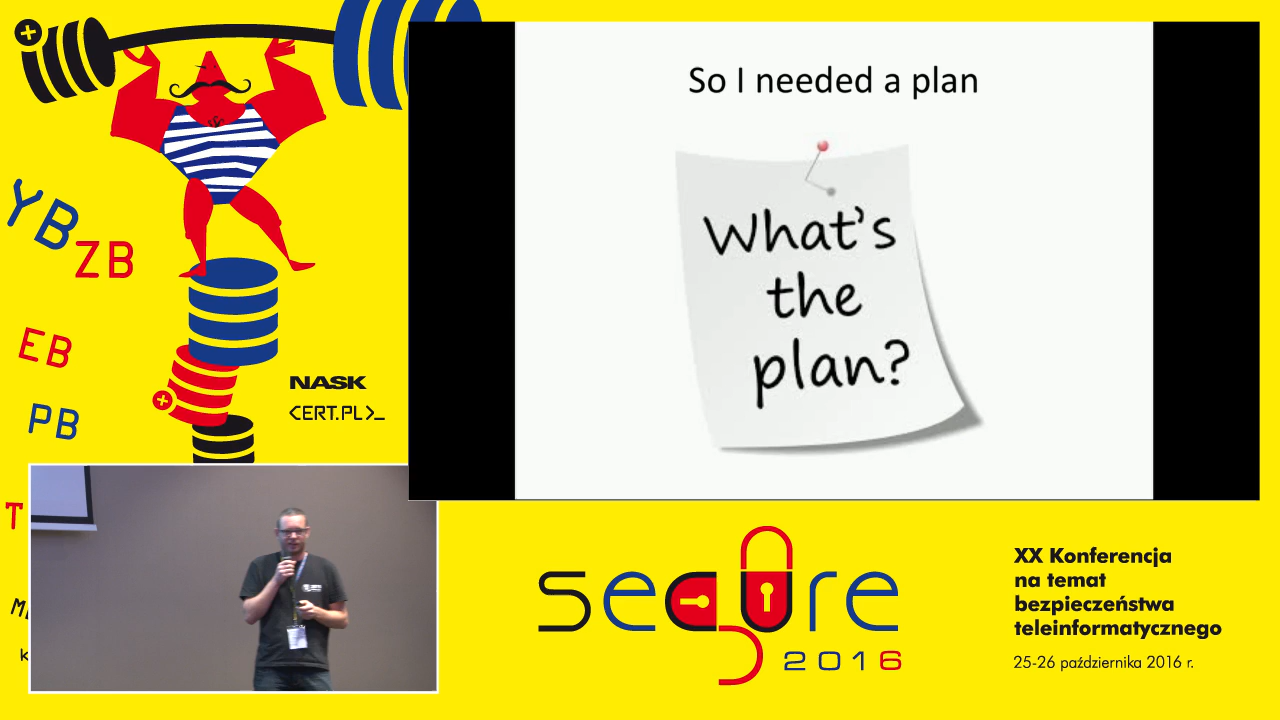 So I needed a plan
What's
the
plan?
YB
ZB
EB
PB
T
NASK
<CERT.PL>_
secure
2016
XX Konferencja
na temat
bezpieczeństwa
teleinformatycznego
25-26 października 2016 r.